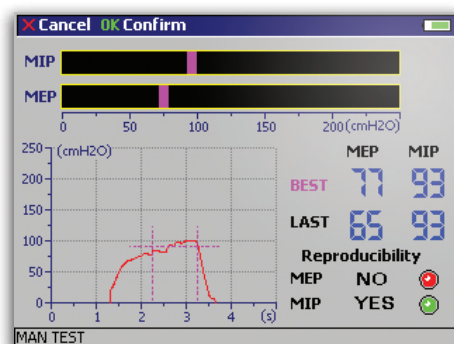 X Cancel OK Confirm
MIP
MEP
0 50 100 150 200(cmH2O)
250 (cmH2O)
200
150
100
50
0
0 1 2 3 4 (s)
MEP MIP
BEST 77 93
LAST 65 93
Reproducibility
MEP NO
MIP YES
MAN TEST